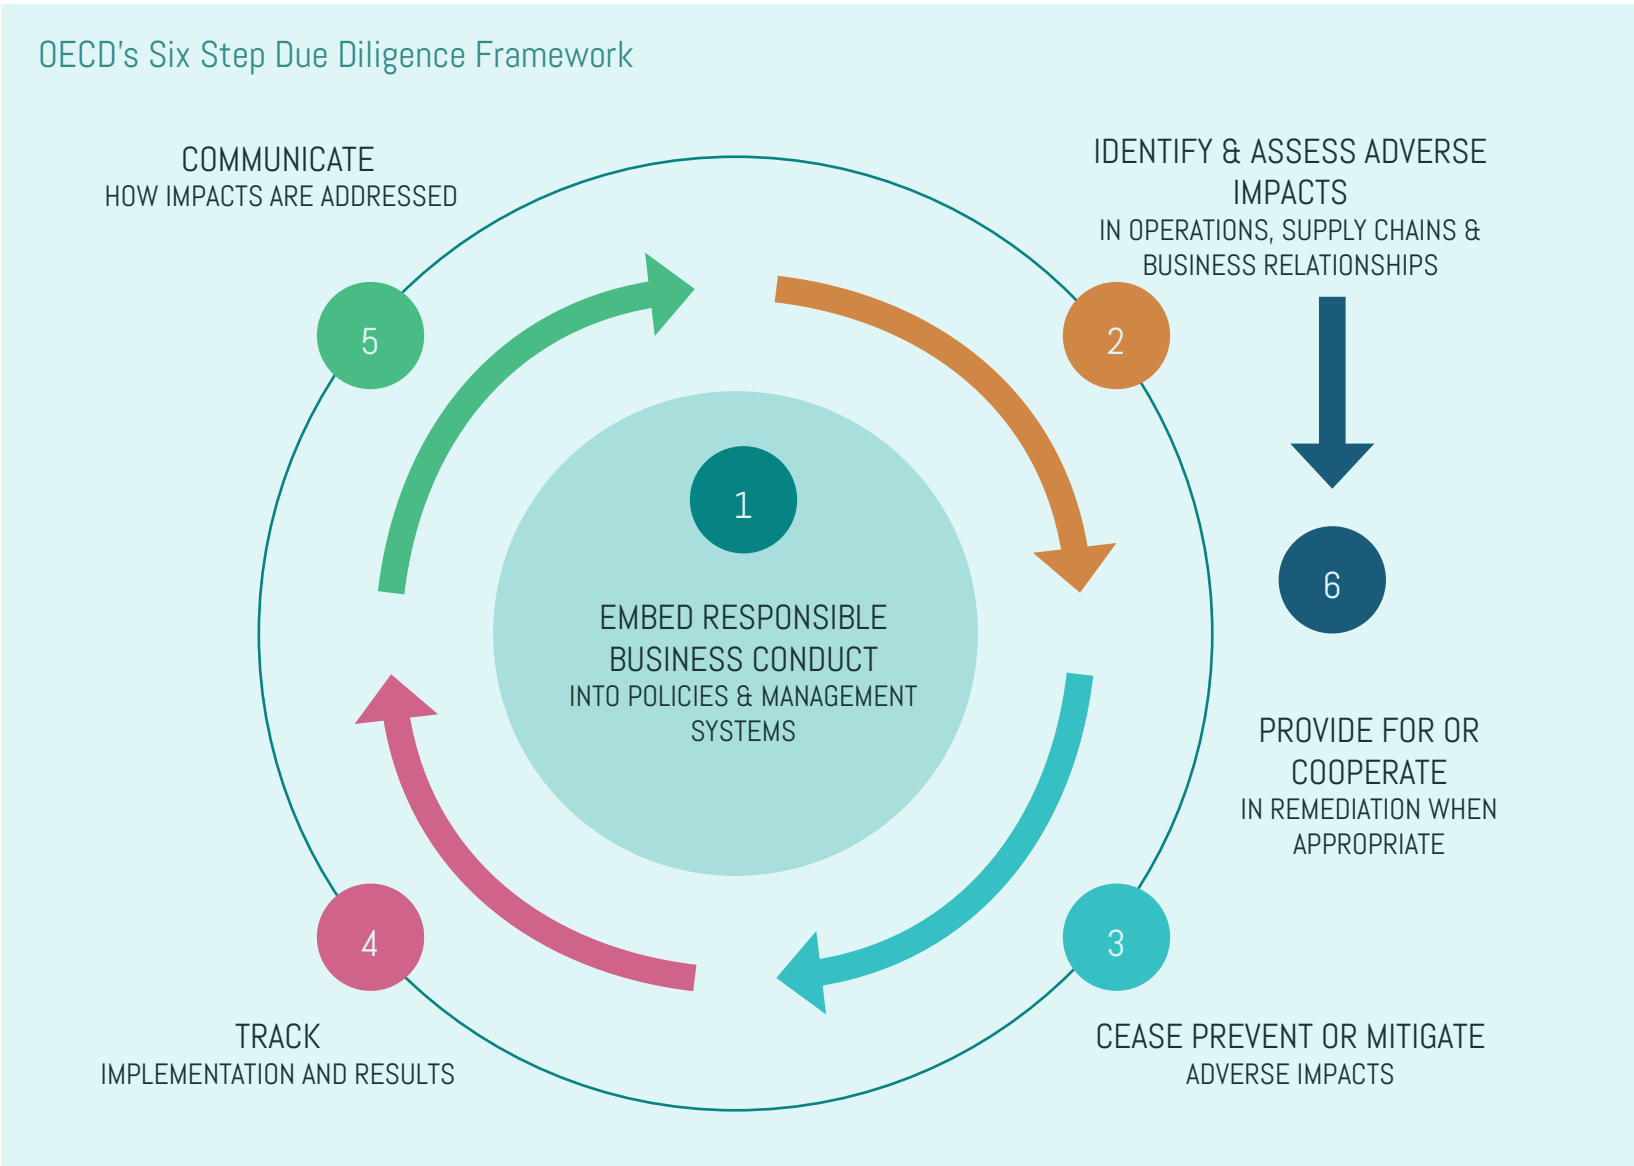 OECD's Six Step Due Diligence Framework
COMMUNICATE
HOW IMPACTS ARE ADDRESSED
5
IDENTIFY & ASSESS ADVERSE
IMPACTS
IN OPERATIONS, SUPPLY CHAINS &
BUSINESS RELATIONSHIPS
2
1
EMBED RESPONSIBLE
BUSINESS CONDUCT
INTO POLICIES & MANAGEMENT
SYSTEMS
6
PROVIDE FOR OR
COOPERATE
IN REMEDIATION WHEN
APPROPRIATE
4
TRACK
IMPLEMENTATION AND RESULTS
3
CEASE PREVENT OR MITIGATE
ADVERSE IMPACTS